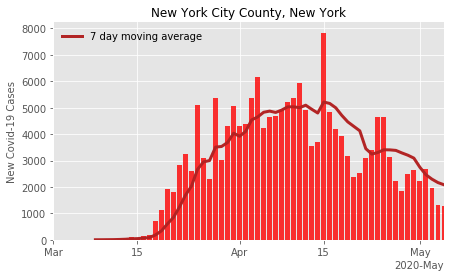 New York City County, New York
7 day moving average
New Covid-19 Cases
8000
7000
6000
5000
4000
3000
2000
1000
0
Mar
15
Apr
15
May
2020-May